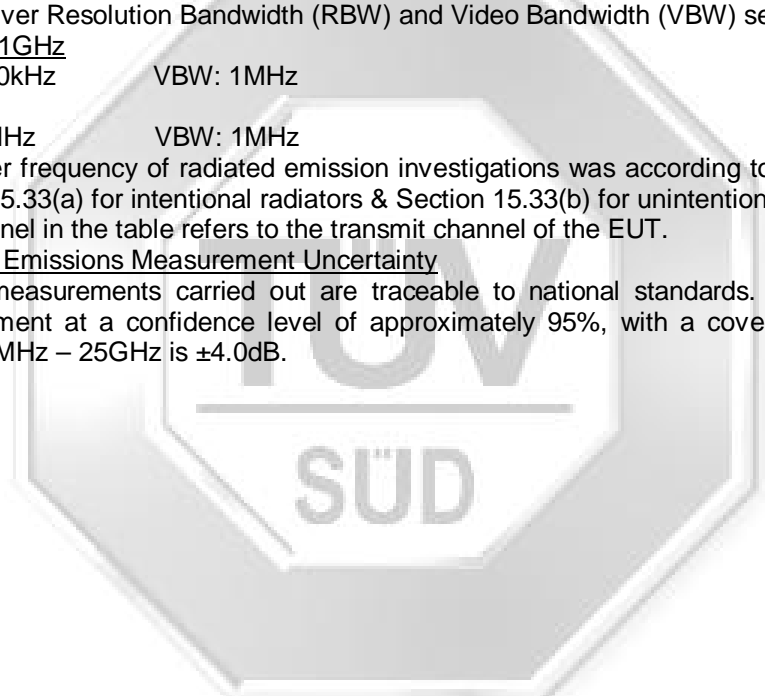 ver Resolution Bandwidth (RBW) and Video Bandwidth (VBW) se
1GHz
0kHz VBW: 1MHz
Hz VBW: 1MHz
er frequency of radiated emission investigations was according to
5.33(a) for intentional radiators & Section 15.33(b) for unintention
nel in the table refers to the transmit channel of the EUT.
Emissions Measurement Uncertainty
measurements carried out are traceable to national standards.
ment at a confidence level of approximately 95%, with a cove
MHz – 25GHz is ±4.0dB.
TÜV
SÜD